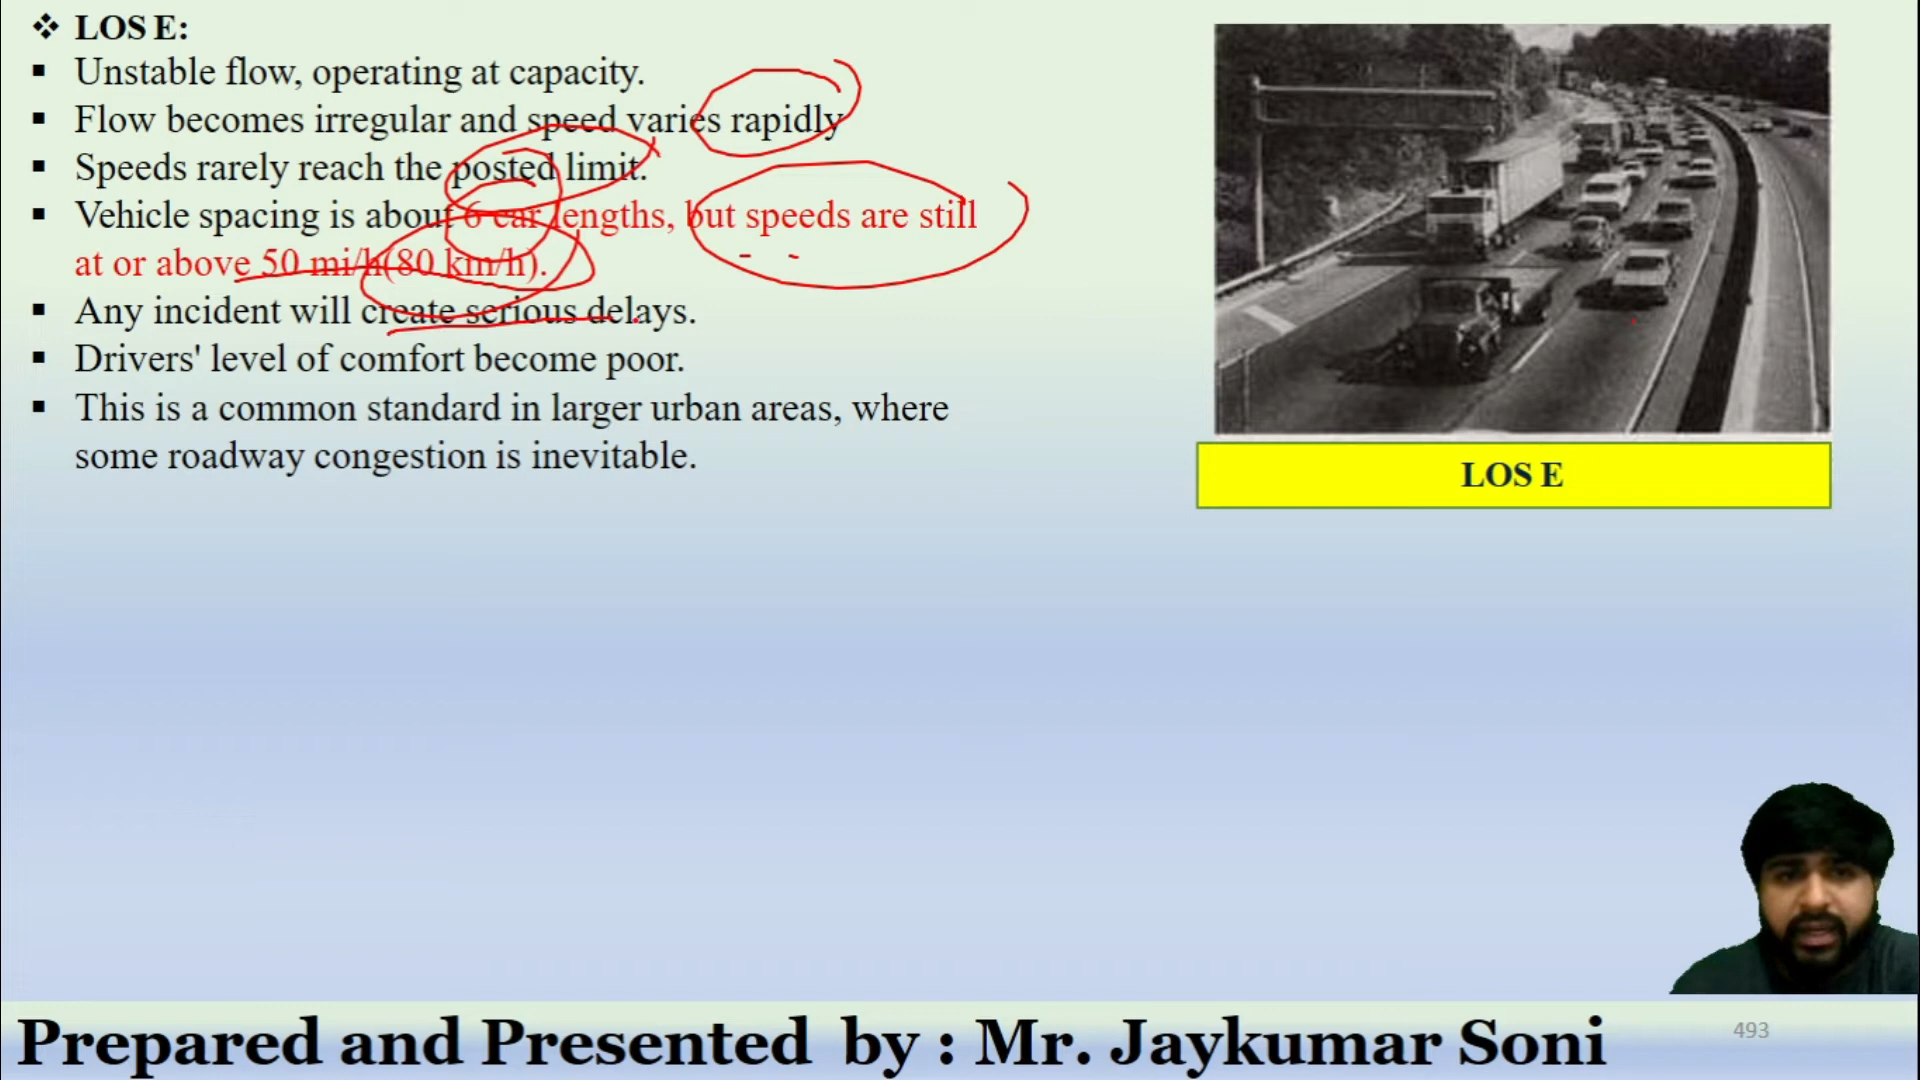 ❖ LOS E:
▪ Unstable flow, operating at capacity.
▪ Flow becomes irregular and speed varies rapidly
▪ Speeds rarely reach the posted limit.
▪ Vehicle spacing is about 6 car lengths, but speeds are still
at or above 50 mi/h(80 km/h).
▪ Any incident will create serious delays.
▪ Drivers' level of comfort become poor.
▪ This is a common standard in larger urban areas, where
some roadway congestion is inevitable.
LOS E
Prepared and Presented by : Mr. Jaykumar Soni
493